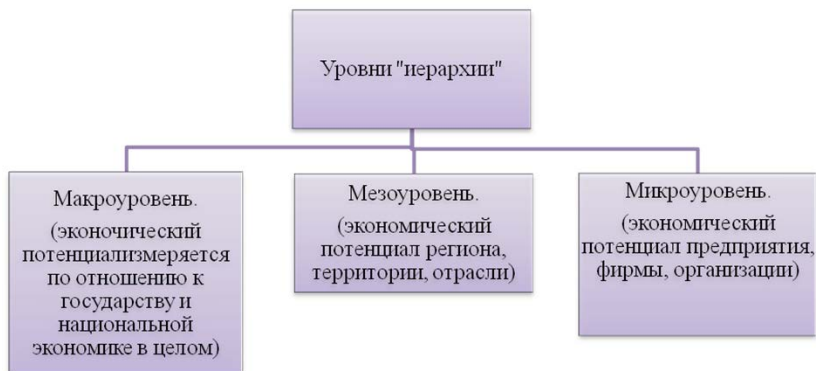 Уровни "иерархии"
Макроуровень.
(эконочический
потенциализмеряется
по отношению к
государству и
национальной
экономике в целом)
Мезоуровень.
(экономический
потенциал региона,
территории, отрасли)
Микроуровень.
(экономический
потенциал предприятия,
фирмы, организации)